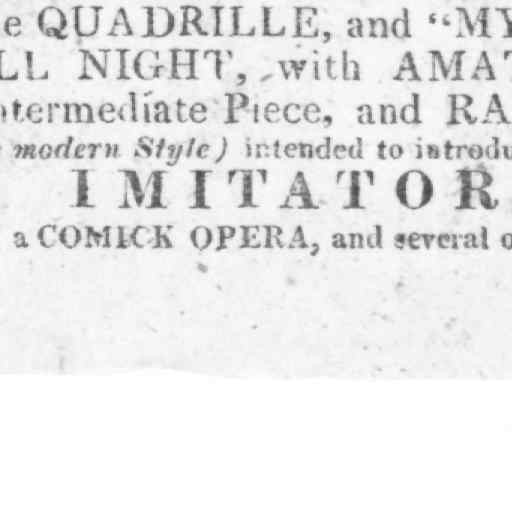 e QUADRILLE, and "MY
LL NIGHT, with AMAT
ntermediate Piece, and RA
modern Style) intended to introdu
IMITATOR
a COMICK OPERA, and several o